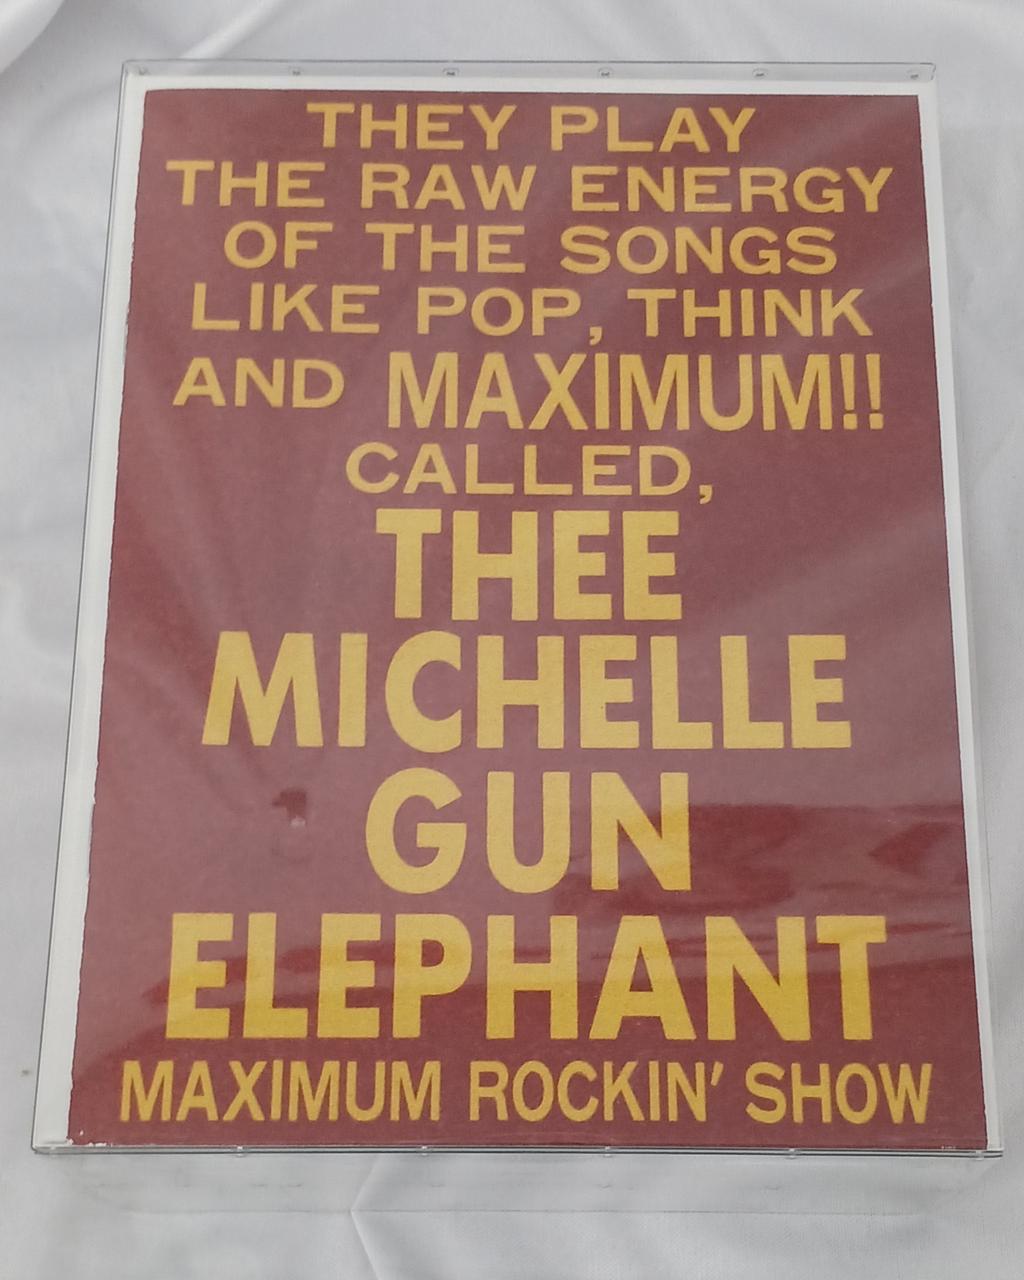 THEY PLAY
THE RAW ENERGY
OF THE SONGS
LIKE POP, THINK
AND MAXIMUM!!
CALLED,
THEE
MICHELLE
GUN
ELEPHANT
MAXIMUM ROCKIN' SHOW